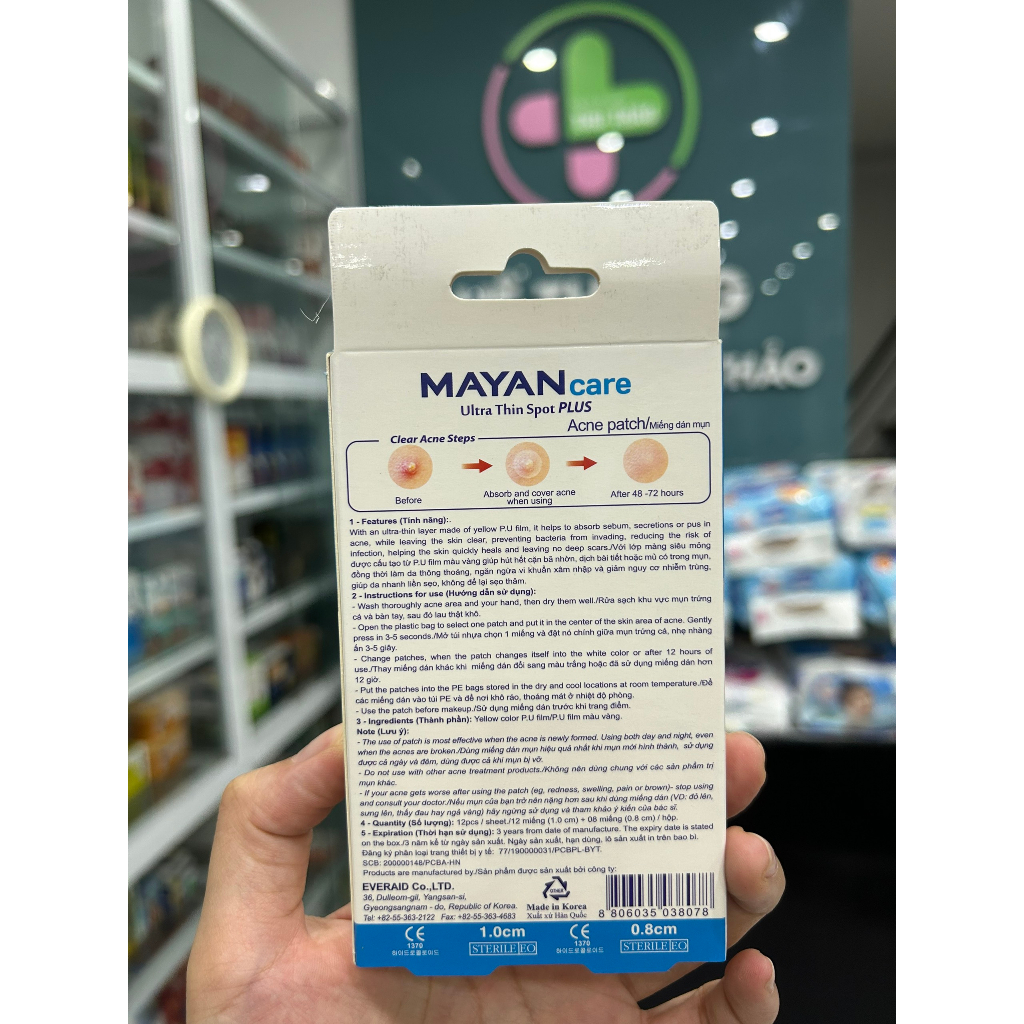 THẢO
MAYANcare
Ultra Thin Spot PLUS
Acne patch/Miếng dán mụn
Clear Acne Steps
Before
Absorb and cover acne
when using
After 48 -72 hours
1 - Features (Tính năng):.
With an ultra-thin layer made of yellow P.U film, it helps to absorb sebum, secretions or pus in
acne, while leaving the skin clear, preventing bacteria from invading, reducing the risk of
infection, helping the skin quickly heals and leaving no deep scars./Với lớp màng siêu mỏng
được cấu tạo từ P.U film màu vàng giúp hút hết cặn bã nhờn, dịch bài tiết hoặc mủ có trong mụn,
đồng thời làm da thông thoáng, ngăn ngừa vi khuẩn xâm nhập và giảm nguy cơ nhiễm trùng,
giúp da nhanh liền sẹo, không để lại sẹo thâm.
2 - Instructions for use (Hướng dẫn sử dụng):
- Wash thoroughly acne area and your hand, then dry them well./Rửa sạch khu vực mụn trứng
cá và bàn tay, sau đó lau thật khô.
- Open the plastic bag to select one patch and put it in the center of the skin area of acne. Gently
press in 3-5 seconds./Mở túi nhựa chọn 1 miếng và đặt nó chính giữa mụn trứng cá, nhẹ nhàng
ấn 3-5 giây.
- Change patches, when the patch changes itself into the white color or after 12 hours of
use./Thay miếng dán khác khi miếng dán đổi sang màu trắng hoặc đã sử dụng miếng dán hơn
12 giờ.
- Put the patches into the PE bags stored in the dry and cool locations at room temperature./Để
các miếng dán vào túi PE và để nơi khô ráo, thoáng mát ở nhiệt độ phòng.
- Use the patch before makeup./Sử dụng miếng dán trước khi trang điểm.
3 - Ingredients (Thành phần): Yellow color P.U film/P.U film màu vàng.
Note (Lưu ý):
- The use of patch is most effective when the acne is newly formed. Using both day and night, even
when the acnes are broken./Dùng miếng dán mụn hiệu quả nhất khi mụn mới hình thành, sử dụng
được cả ngày và đêm, dùng được cả khi mụn bị vỡ.
- Do not use with other acne treatment products./Không nên dùng chung với các sản phẩm trị
mụn khác.
- If your acne gets worse after using the patch (eg, redness, swelling, pain or brown)- stop using
and consult your doctor./Nếu mụn của bạn trở nên nặng hơn sau khi dùng miếng dán (VD: đỏ lên,
sưng lên, thấy đau hay ngả vàng) hãy ngừng sử dụng và tham khảo ý kiến của bác sĩ.
4 - Quantity (Số lượng): 12pcs / sheet./12 miếng (1.0 cm) + 08 miếng (0.8 cm) / hộp.
5 - Expiration (Thời hạn sử dụng): 3 years from date of manufacture. The expiry date is stated
on the box./3 năm kể từ ngày sản xuất. Ngày sản xuất, hạn dùng, lô sản xuất in trên bao bì.
Đăng ký phân loại trang thiết bị y tế: 77/190000031/PCBPL-BYT.
SCB: 200000148/PCBA-HN
Products are manufactured by./Sản phẩm được sản xuất bởi công ty:
EVERAID Co.,LTD.
36, Dulleom-gil, Yangsan-si,
Gyeongsangnam - do, Republic of Korea.
Tel: +82-55-363-2122 Fax: +82-55-363-4583
OTHER
Made in Korea
Xuất xứ Hàn Quốc
8 806035 038078
CE
1370
하이드로콜로이드
1.0cm
STERILE EO
CE
1370
하이드로콜로이드
0.8cm
STERILE EO